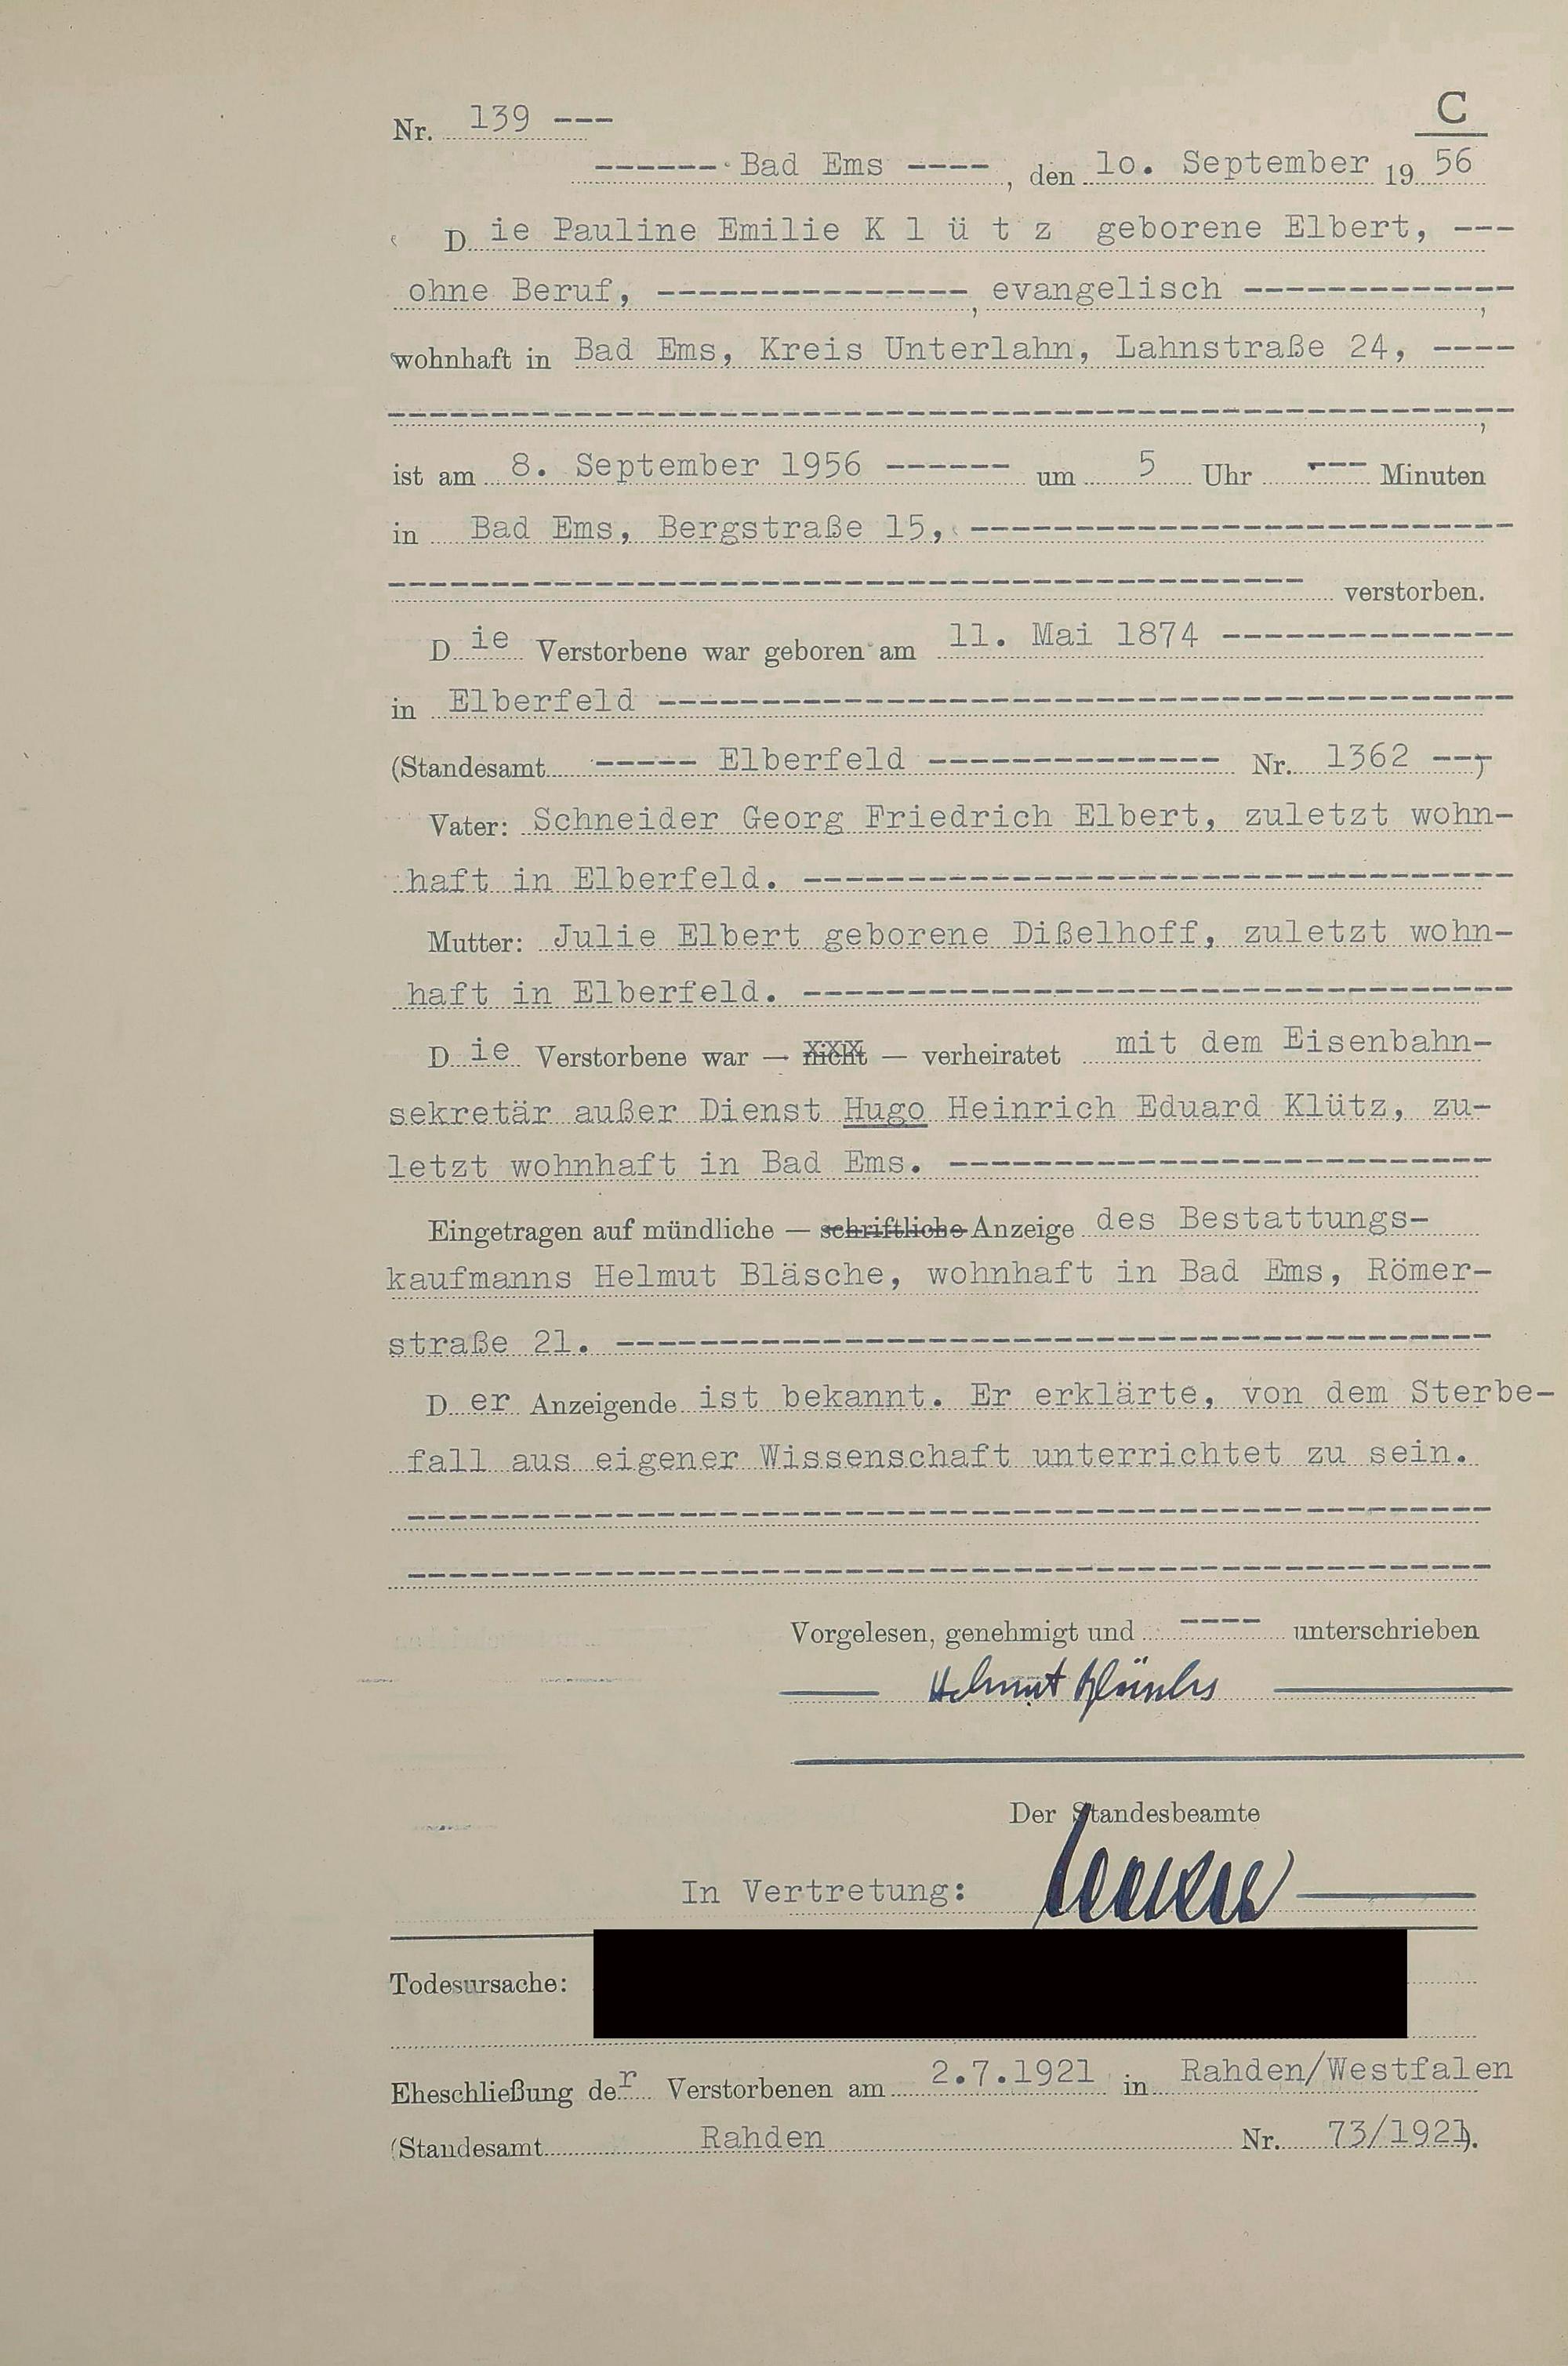 C
Nr. 139 ---
------ Bad Ems ----, den 10. September 1956
Die Pauline Emilie K l ü t z geborene Elbert, ---
ohne Beruf, ---------------, evangelisch -------------,
wohnhaft in Bad Ems, Kreis Unterlahn, Lahnstraße 24, ----
------------------------------------------------------,
ist am 8. September 1956 ------ um 5 Uhr ---- Minuten
in Bad Ems, Bergstraße 15, --------------------------
-------------------------------------------- verstorben.
Die Verstorbene war geboren am 11. Mai 1874 --------------
in Elberfeld -----------------------------------------
(Standesamt ----- Elberfeld -------------- Nr. 1362 --)
Vater: Schneider Georg Friedrich Elbert, zuletzt wohn-
haft in Elberfeld. ----------------------------------
Mutter: Julie Elbert geborene Dißelhoff, zuletzt wohn-
haft in Elberfeld. ----------------------------------
Die Verstorbene war — nicht — verheiratet mit dem Eisenbahn-
sekretär außer Dienst Hugo Heinrich Eduard Klütz, zu-
letzt wohnhaft in Bad Ems. --------------------------
Eingetragen auf mündliche — schriftliche Anzeige des Bestattungs-
kaufmanns Helmut Bläsche, wohnhaft in Bad Ems, Römer-
straße 21. ------------------------------------------
Der Anzeigende ist bekannt. Er erklärte, von dem Sterbe-
fall aus eigener Wissenschaft unterrichtet zu sein.
----------------------------------------------------
----------------------------------------------------
Vorgelesen, genehmigt und ---- unterschrieben
Helmut Bläsche
Der Standesbeamte
In Vertretung:
Todesursache:
Eheschließung der Verstorbenen am 2.7.1921 in Rahden/Westfalen
(Standesamt Rahden Nr. 73/1921).